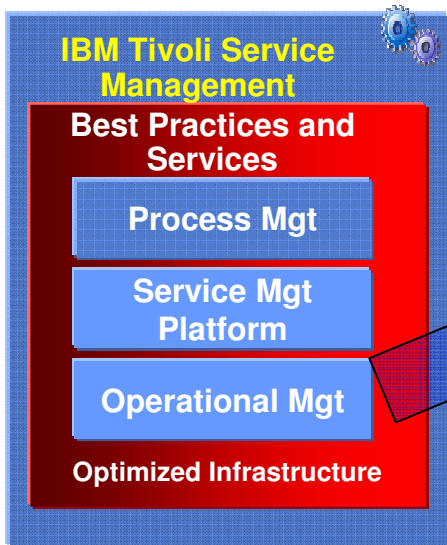 IBM Tivoli Service
Management
Best Practices and
Services
Process Mgt
Service Mgt
Platform
Operational Mgt
Optimized Infrastructure